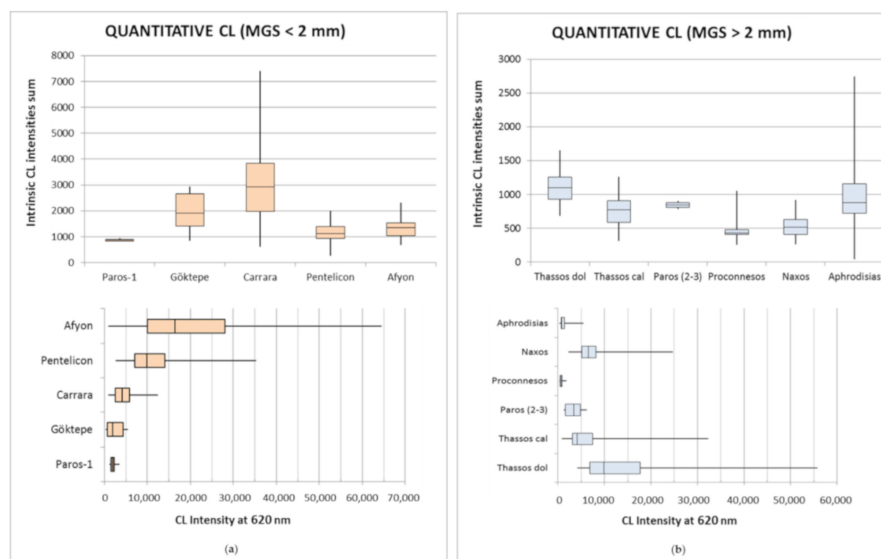 QUANTITATIVE CL (MGS < 2 mm)
Intrinsic CL intensities sum
8000
7000
6000
5000
4000
3000
2000
1000
0
Paros-1 Göktepe Carrara Pentelicon Afyon
Afyon
Pentelicon
Carrara
Göktepe
Paros-1
0 10,000 20,000 30,000 40,000 50,000 60,000 70,000
CL Intensity at 620 nm
(a)
QUANTITATIVE CL (MGS > 2 mm)
Intrinsic CL intensities sum
3000
2500
2000
1500
1000
500
0
Thassos dol Thassos cal Paros (2-3) Proconnesos Naxos Aphrodisias
Aphrodisias
Naxos
Proconnesos
Paros (2-3)
Thassos cal
Thassos dol
0 10,000 20,000 30,000 40,000 50,000 60,000
CL Intensity at 620 nm
(b)